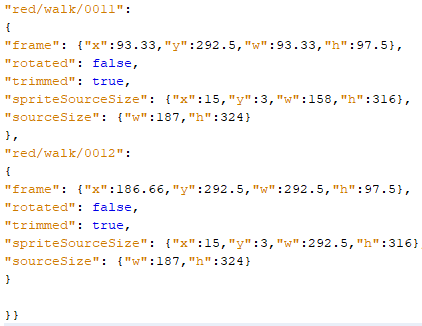 "red/walk/0011":
{
"frame": {"x":93.33,"y":292.5,"w":93.33,"h":97.5},
"rotated": false,
"trimmed": true,
"spriteSourceSize": {"x":15,"y":3,"w":158,"h":316},
"sourceSize": {"w":187,"h":324}
},
"red/walk/0012":
{
"frame": {"x":186.66,"y":292.5,"w":292.5,"h":97.5},
"rotated": false,
"trimmed": true,
"spriteSourceSize": {"x":15,"y":3,"w":292.5,"h":316}
"sourceSize": {"w":187,"h":324}
}
}}